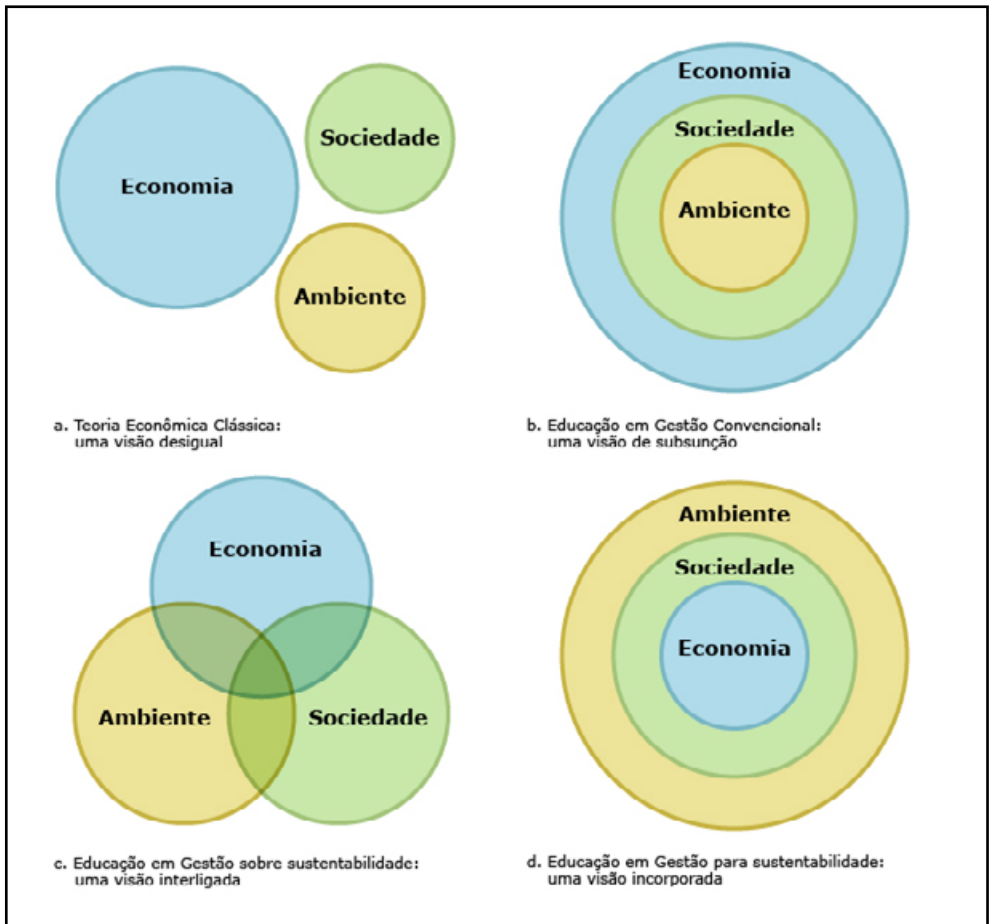 Economia
Sociedade
Ambiente
a. Teoria Econômica Clássica:
uma visão desigual
Economia
Sociedade
Ambiente
b. Educação em Gestão Convencional:
uma visão de subsunção
Economia
Ambiente
Sociedade
c. Educação em Gestão sobre sustentabilidade:
uma visão interligada
Ambiente
Sociedade
Economia
d. Educação em Gestão para sustentabilidade:
uma visão incorporada